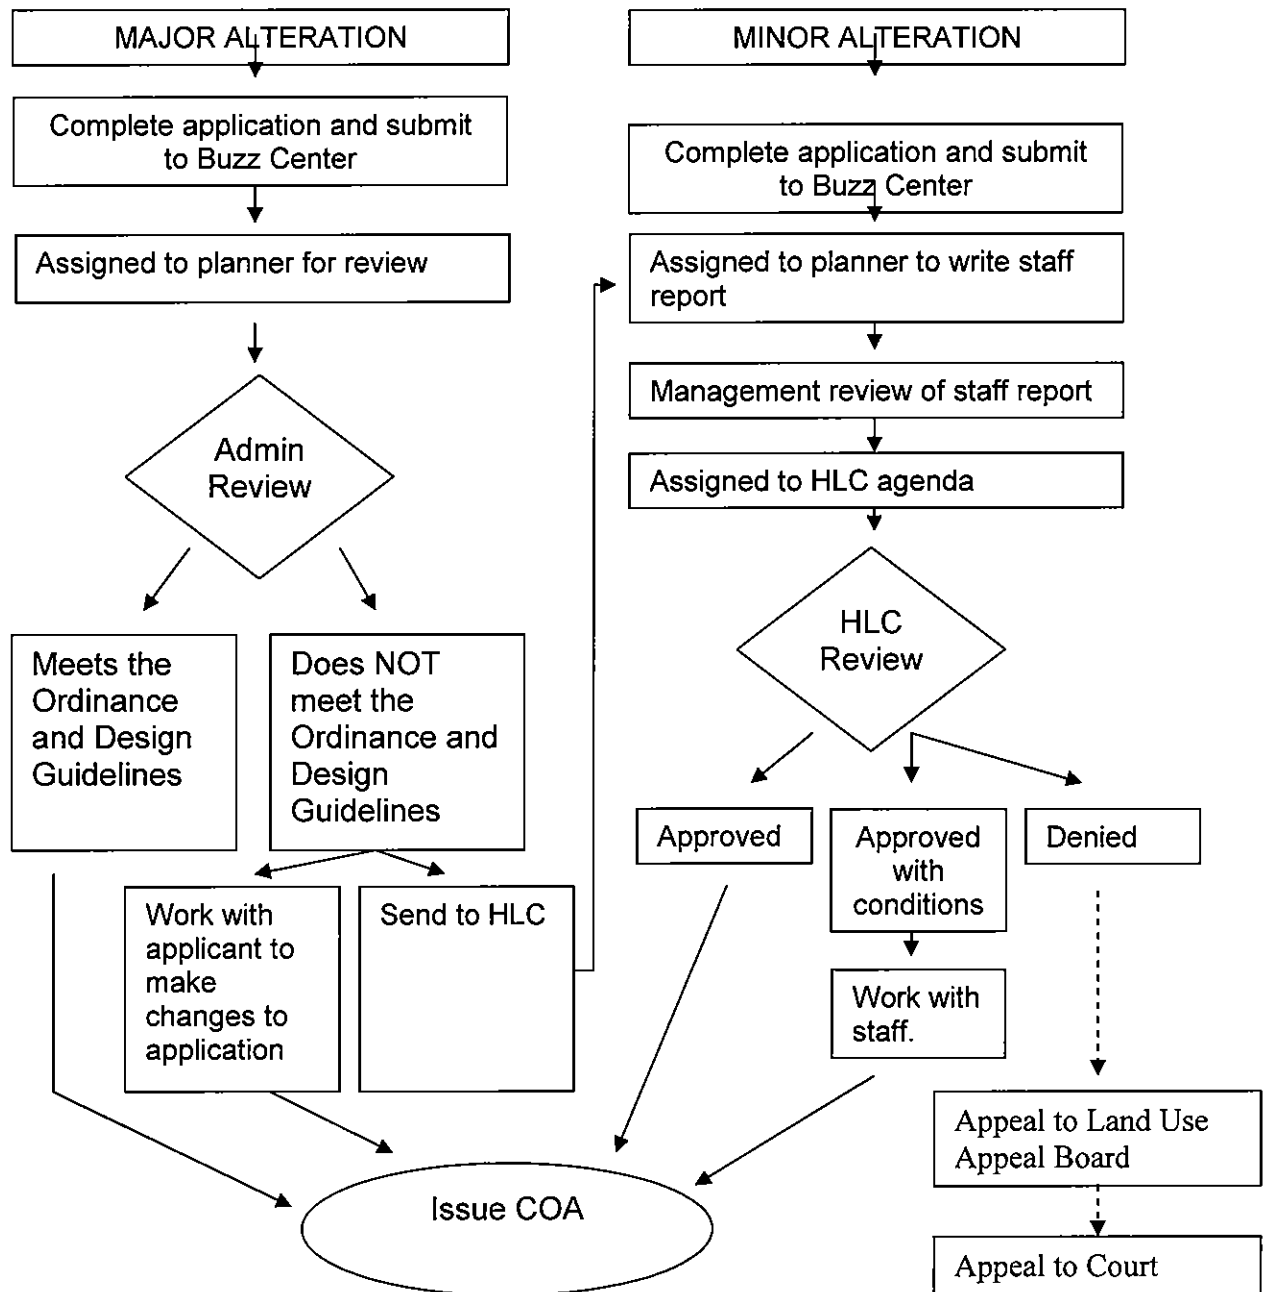 MAJOR ALTERATION
Complete application and submit
to Buzz Center
Assigned to planner for review
Admin
Review
Meets the
Ordinance
and Design
Guidelines
Does NOT
meet the
Ordinance and
Design
Guidelines
Work with
applicant to
make
changes to
application
Send to HLC
MINOR ALTERATION
Complete application and submit
to Buzz Center
Assigned to planner to write staff
report
Management review of staff report
Assigned to HLC agenda
HLC
Review
Approved
Approved
with
conditions
Denied
Work with
staff.
Appeal to Land Use
Appeal Board
Appeal to Court
Issue COA